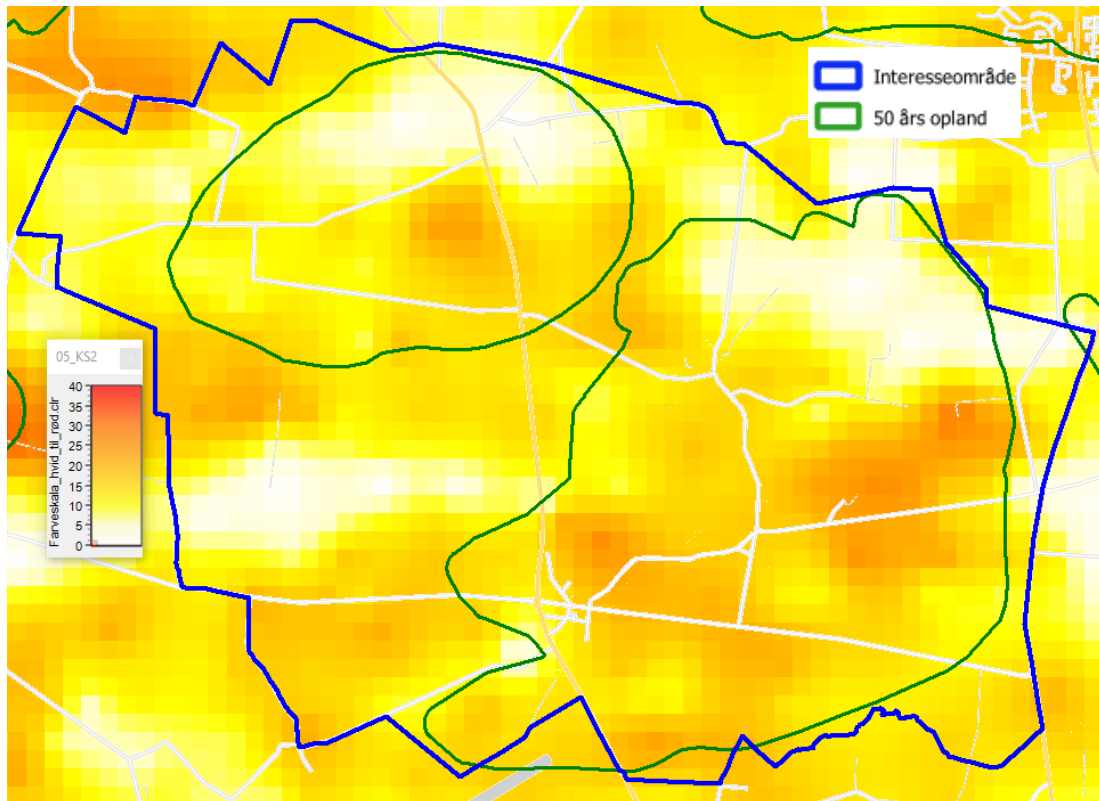 Interesseområde
50 års opland
05_KS2
x
Farveskala_hvid_til_rød.clr
40
35
30
25
20
15
10
5
0